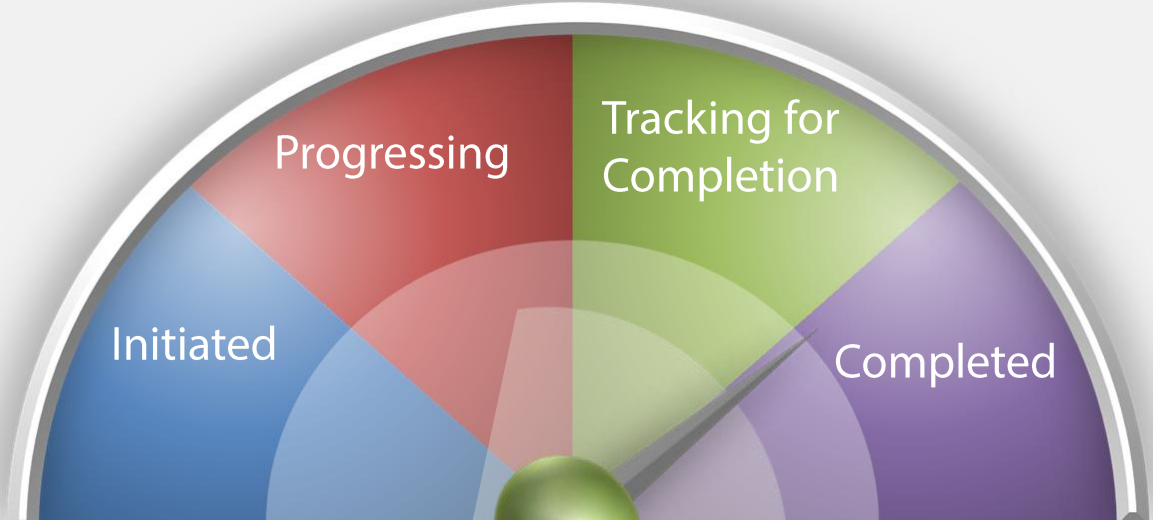 Initiated
Progressing
Tracking for
Completion
Completed